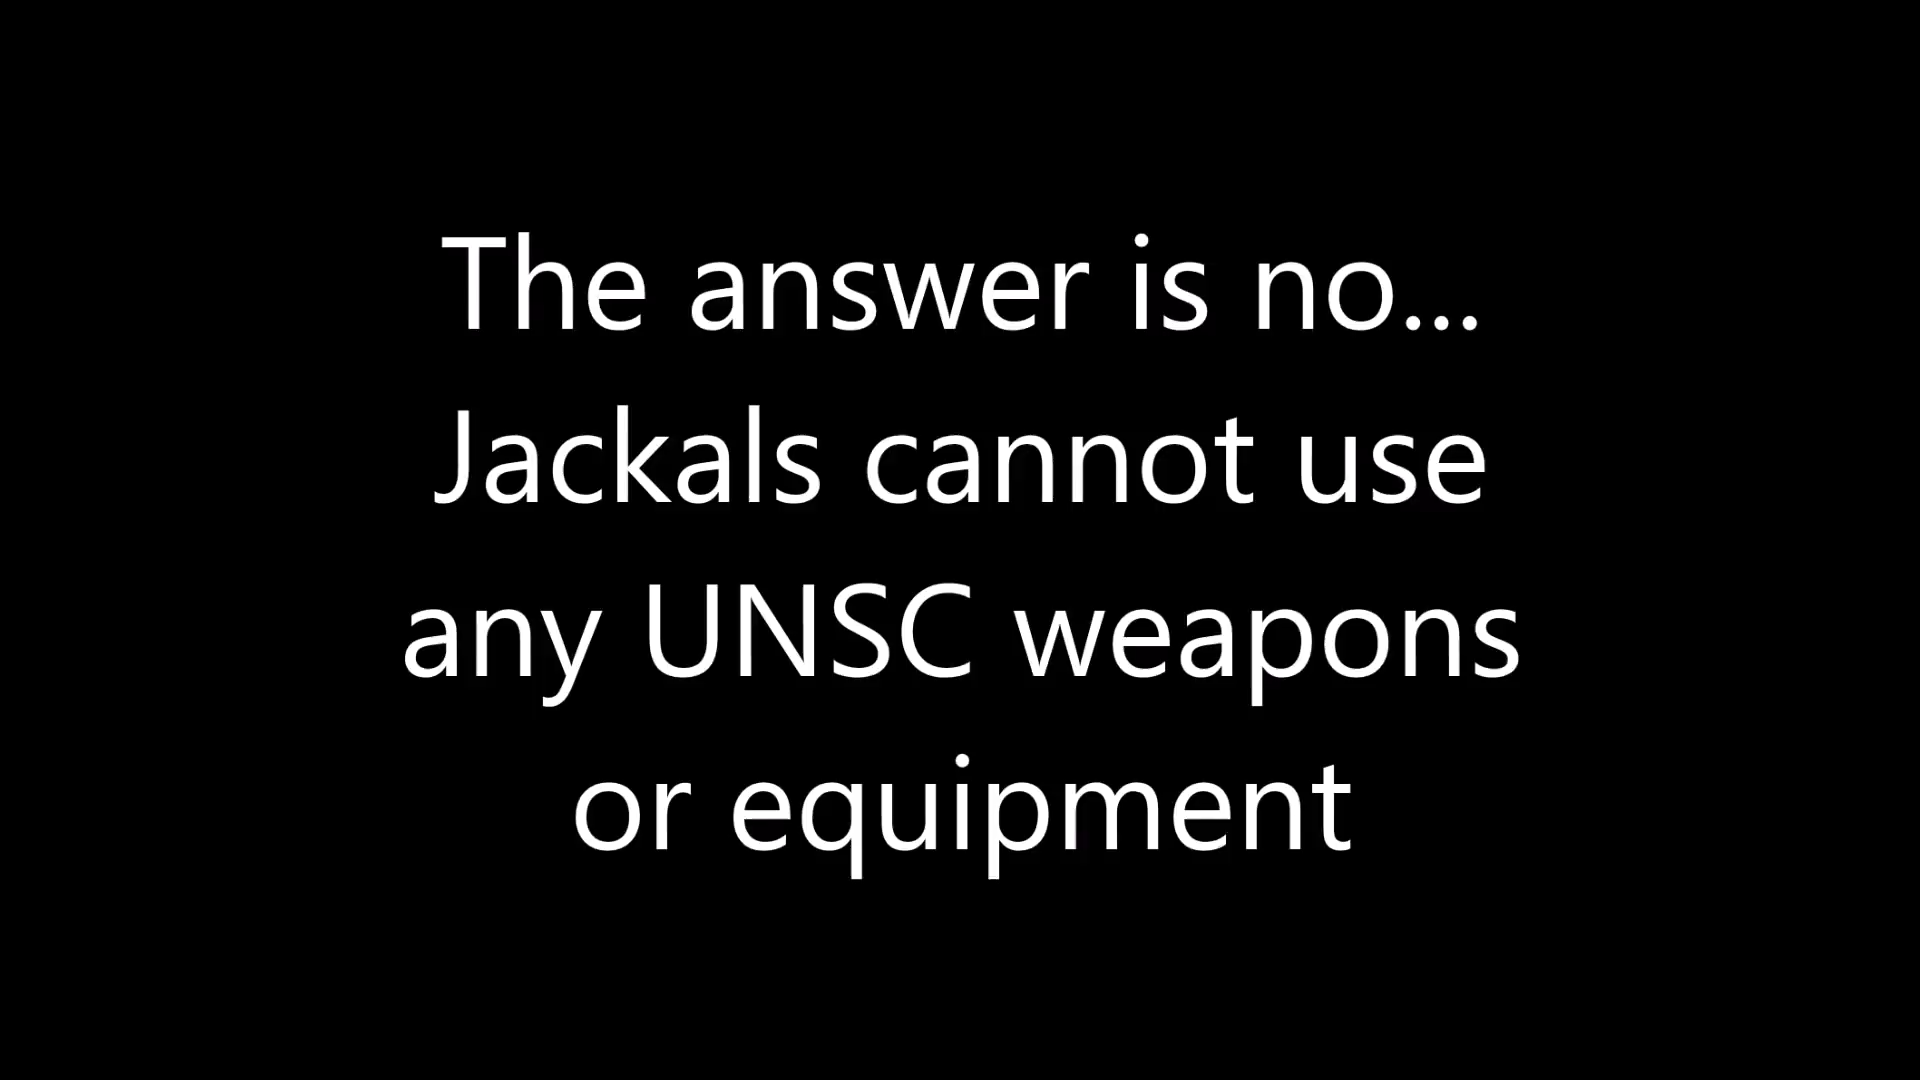 The answer is no...
Jackals cannot use
any UNSC weapons
or equipment